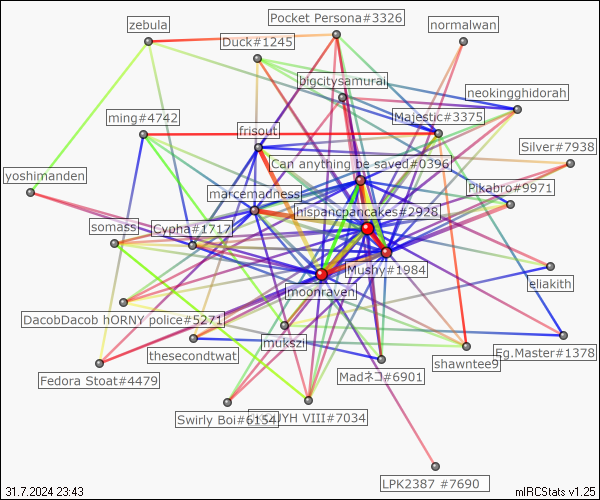 Pocket Persona#3326
normalwan
zebula
Duck#1245
bigcitysamurai
neokingghidorah
ming#4742
Majestic#3375
frisout
Silver#7938
Can anything be saved#0396
yoshimanden
Pikabro#9971
marcemadness
hispancpancakes#2928
somass
Cypha#1717
Mushy#1984
moonraven
eliakith
DacobDacob hORNY police#5271
mukszi
thesecondtwat
Eg.Master#1378
shawntee9
Fedora Stoat#4479
Madネコ#6901
Swirly Boi#6154
UYH VIII#7034
LPK2387 #7690
31.7.2024 23:43
mIRCStats v1.25